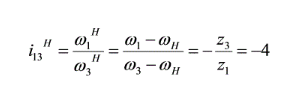 i₁₃ᴴ = ω₁ᴴ / ω₃ᴴ = (ω₁ − ω_H) / (ω₃ − ω_H) = − z₃ / z₁ = −4